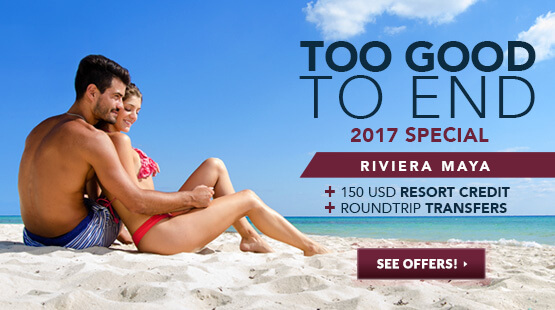 TOO GOOD
TO END
2017 SPECIAL
RIVIERA MAYA
+ 150 USD RESORT CREDIT
+ ROUNDTRIP TRANSFERS
SEE OFFERS!